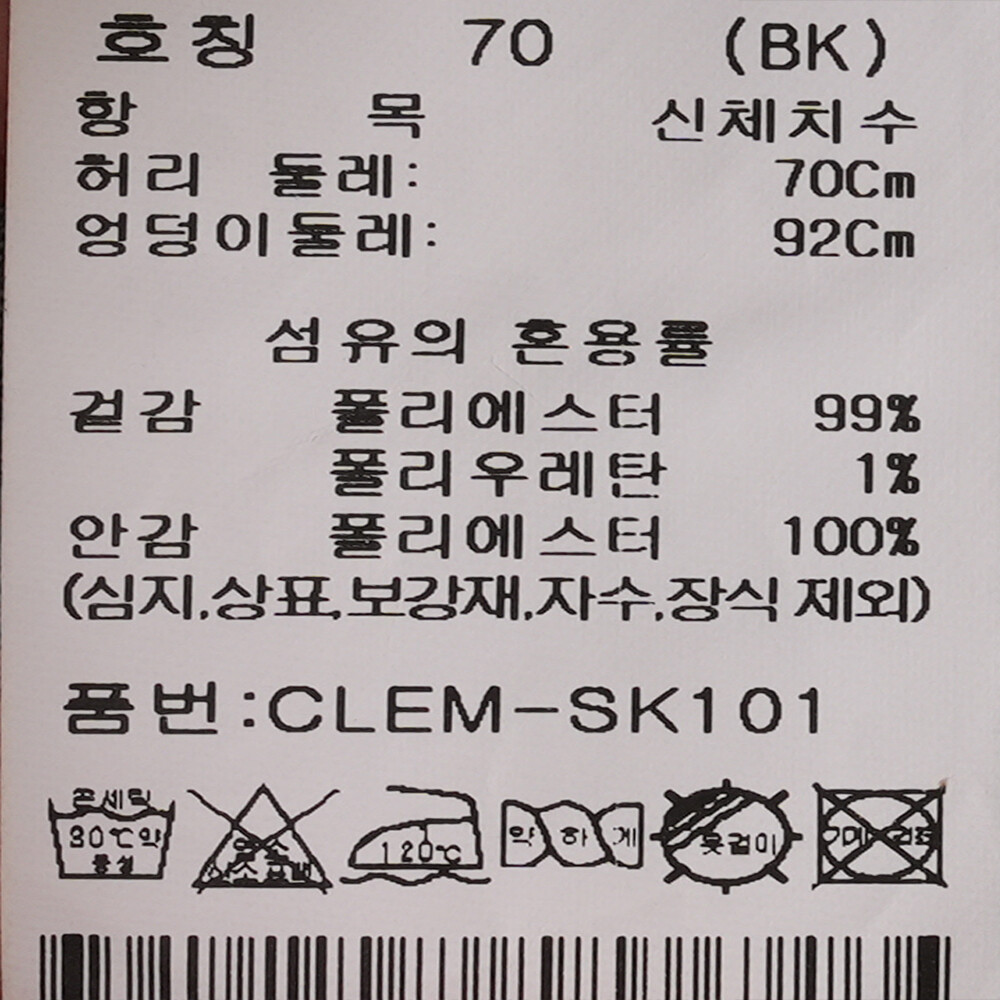 호칭 70 (BK)
항 목 신체치수
허리 둘레: 70Cm
엉덩이둘레: 92Cm
섬유의 혼용률
겉감 폴리에스터 99%
폴리우레탄 1%
안감 폴리에스터 100%
(심지,상표,보강재,자수,장식 제외)
품번:CLEM-SK101
손세탁
30℃약 120℃ 약하게 옷걸이
중성